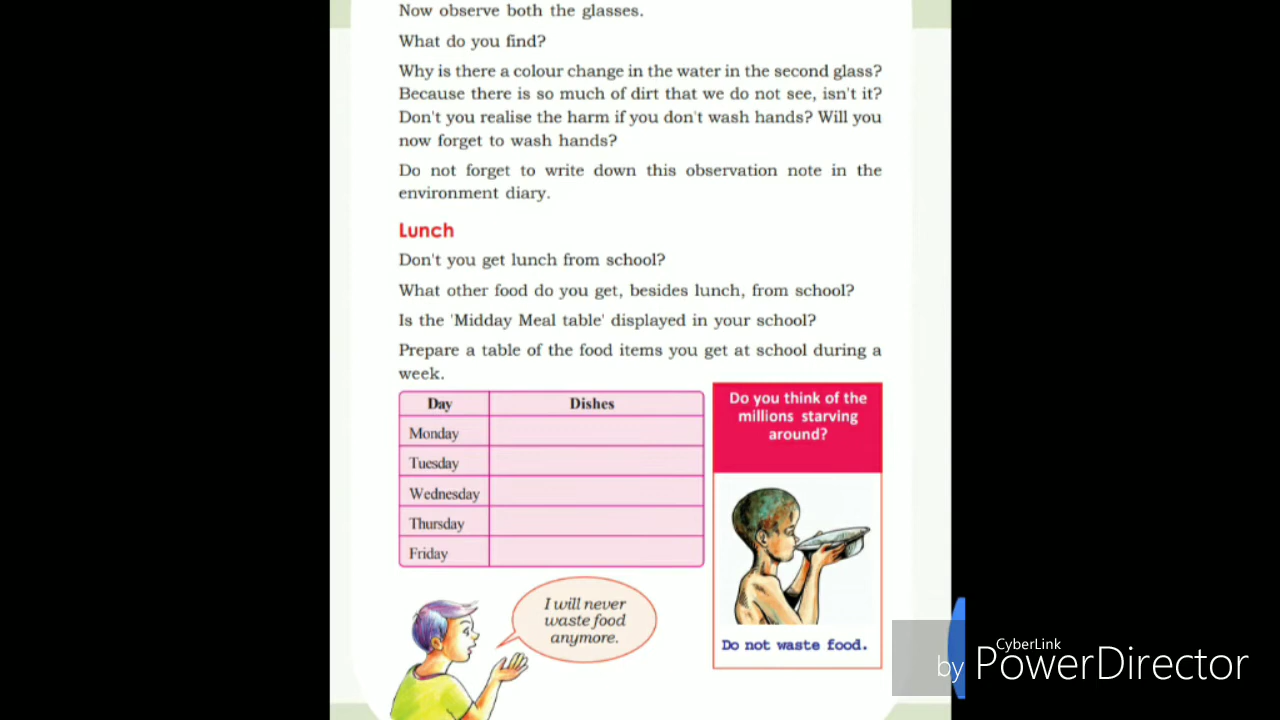 Now observe both the glasses.
What do you find?
Why is there a colour change in the water in the second glass?
Because there is so much of dirt that we do not see, isn't it?
Don't you realise the harm if you don't wash hands? Will you
now forget to wash hands?
Do not forget to write down this observation note in the
environment diary.
Lunch
Don't you get lunch from school?
What other food do you get, besides lunch, from school?
Is the 'Midday Meal table' displayed in your school?
Prepare a table of the food items you get at school during a
week.
Day Dishes
Monday
Tuesday
Wednesday
Thursday
Friday
Do you think of the
millions starving
around?
Do not waste food.
I will never
waste food
anymore.
by CyberLink
PowerDirector